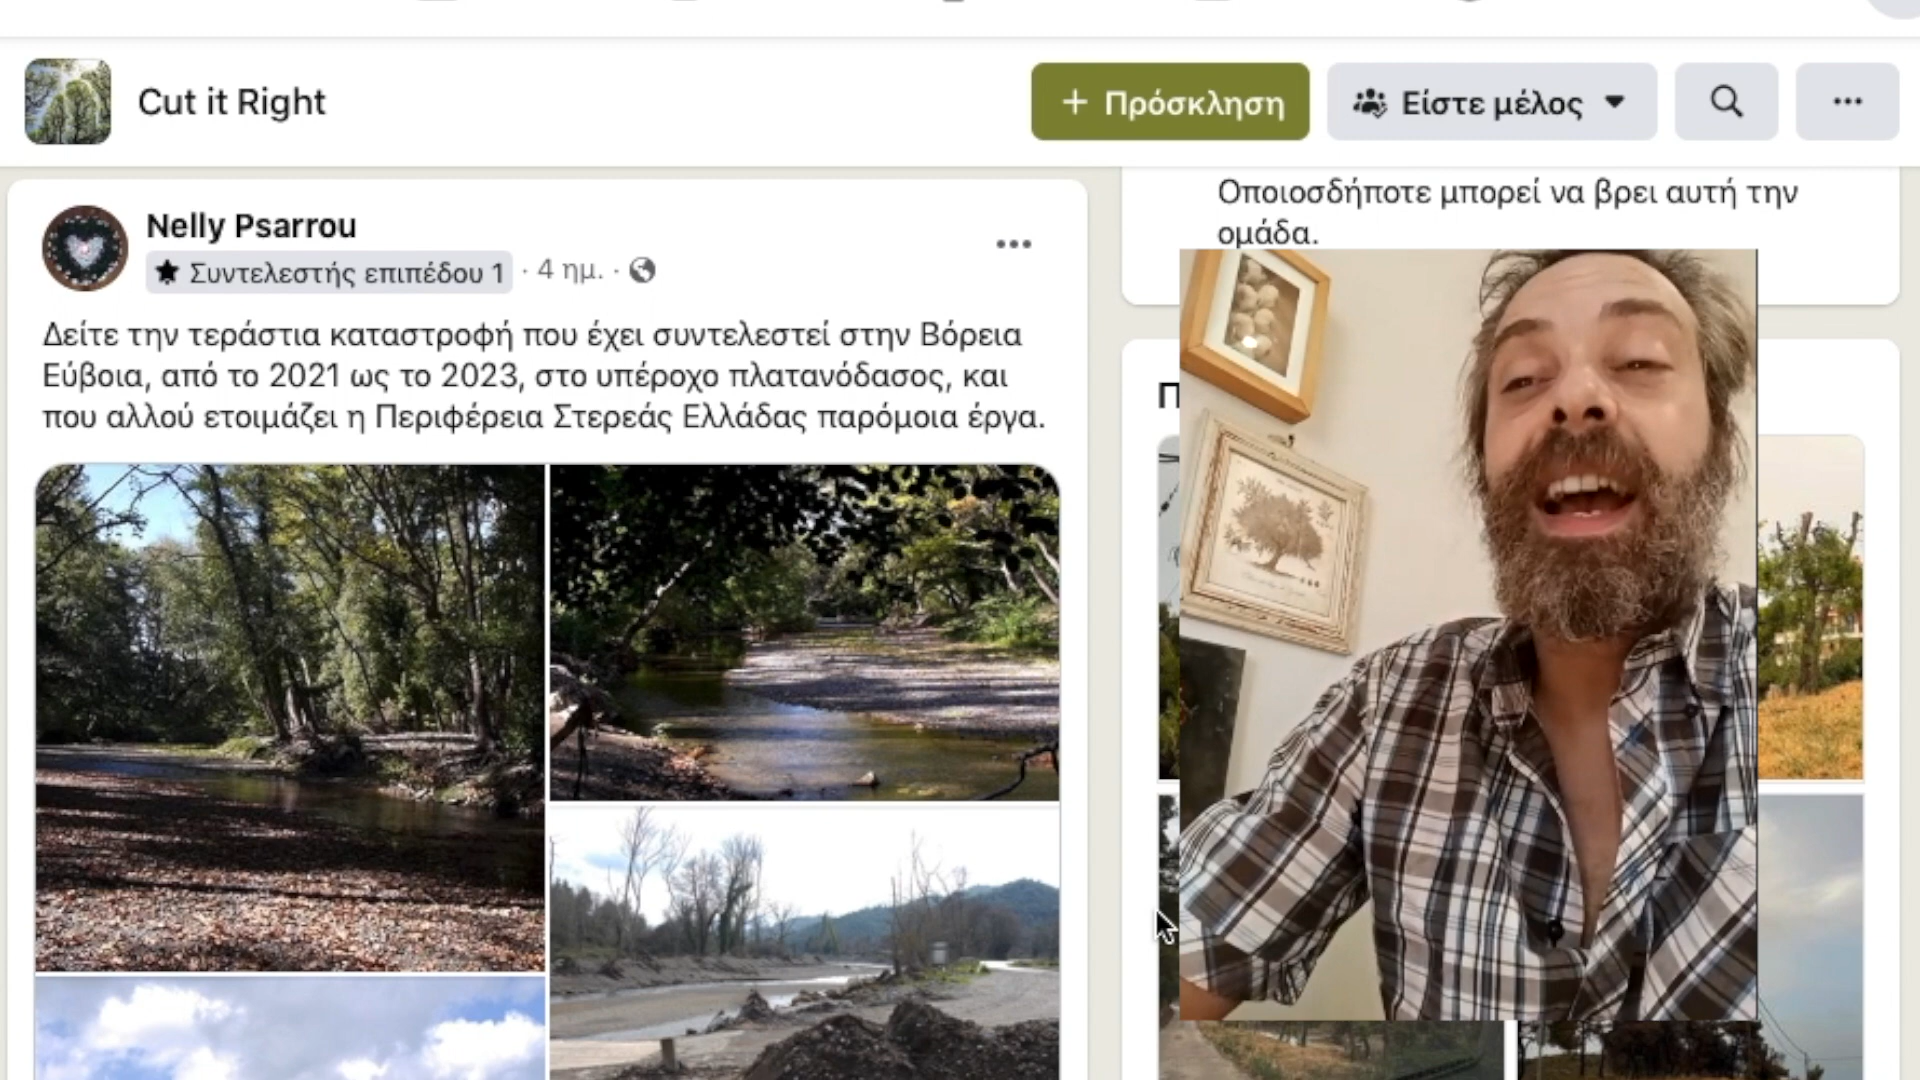 Cut it Right
+ Πρόσκληση
Είστε μέλος
Nelly Psarrou
Συντελεστής επιπέδου 1 · 4 ημ. ·
Δείτε την τεράστια καταστροφή που έχει συντελεστεί στην Βόρεια
Εύβοια, από το 2021 ως το 2023, στο υπέροχο πλατανόδασος, και
που αλλού ετοιμάζει η Περιφέρεια Στερεάς Ελλάδας παρόμοια έργα.
Οποιοσδήποτε μπορεί να βρει αυτή την
ομάδα.